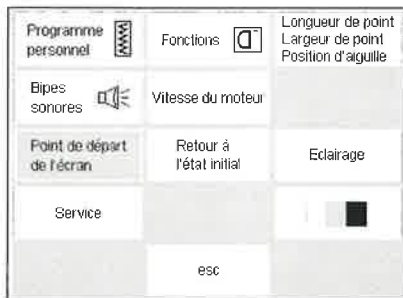 Programme
personnel
Fonctions
Longueur de point
Largeur de point
Position d'aiguille
Bipes
sonores
Vitesse du moteur
Point de départ
de l'écran
Retour à
l'état initial
Eclairage
Service
esc